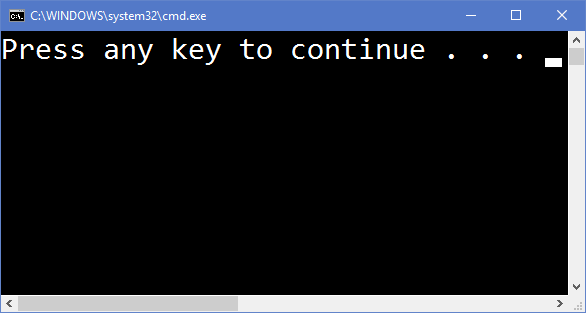 C:\WINDOWS\system32\cmd.exe
Press any key to continue . . .